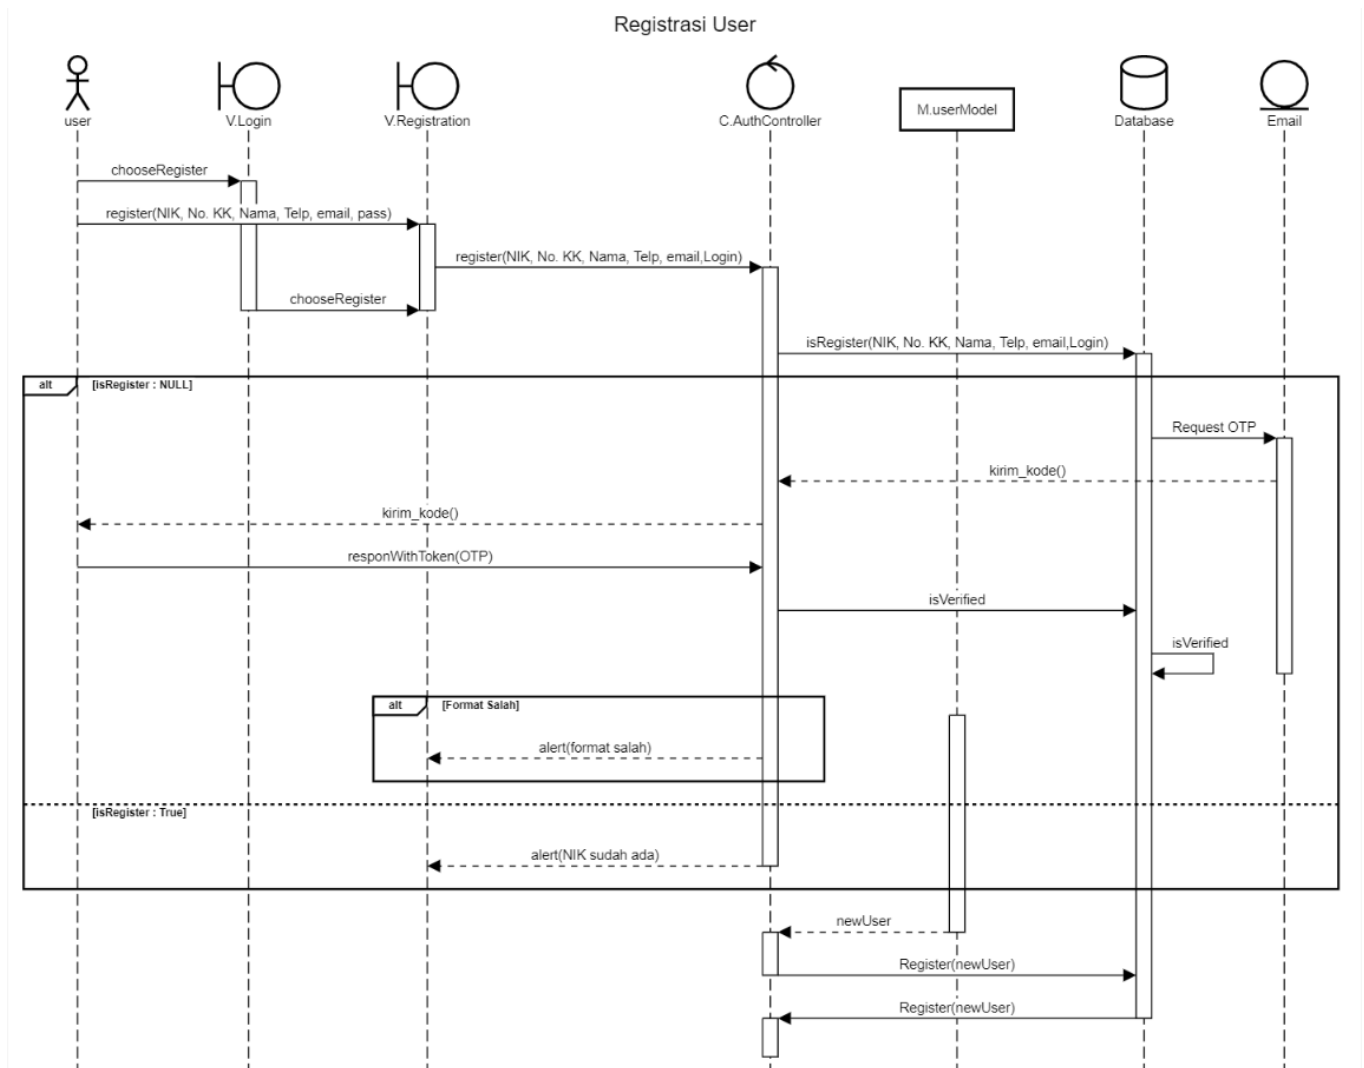 Registrasi User
user
V.Login
V.Registration
C.AuthController
M.userModel
Database
Email
chooseRegister
register(NIK, No. KK, Nama, Telp, email, pass)
register(NIK, No. KK, Nama, Telp, email,Login)
chooseRegister
isRegister(NIK, No. KK, Nama, Telp, email,Login)
alt
[isRegister : NULL]
Request OTP
kirim_kode()
kirim_kode()
responWithToken(OTP)
isVerified
isVerified
alt
[Format Salah]
alert(format salah)
[isRegister : True]
alert(NIK sudah ada)
newUser
Register(newUser)
Register(newUser)